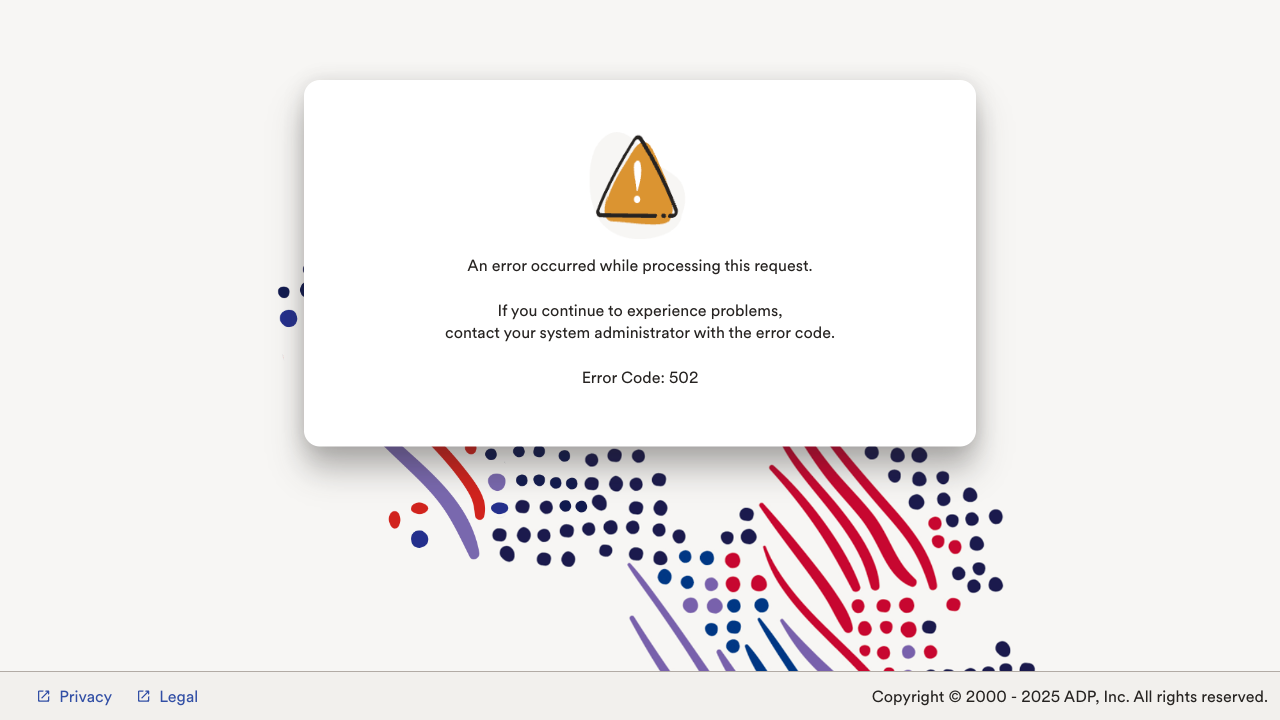 An error occurred while processing this request.
If you continue to experience problems,
contact your system administrator with the error code.
Error Code: 502
Privacy
Legal
Copyright © 2000 - 2025 ADP, Inc. All rights reserved.